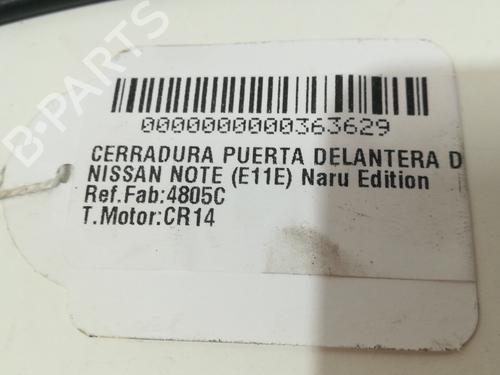 B-PARTS
0000000000363629
CERRADURA PUERTA DELANTERA D
NISSAN NOTE (E11E) Naru Edition
Ref.Fab:4805C
T.Motor:CR14